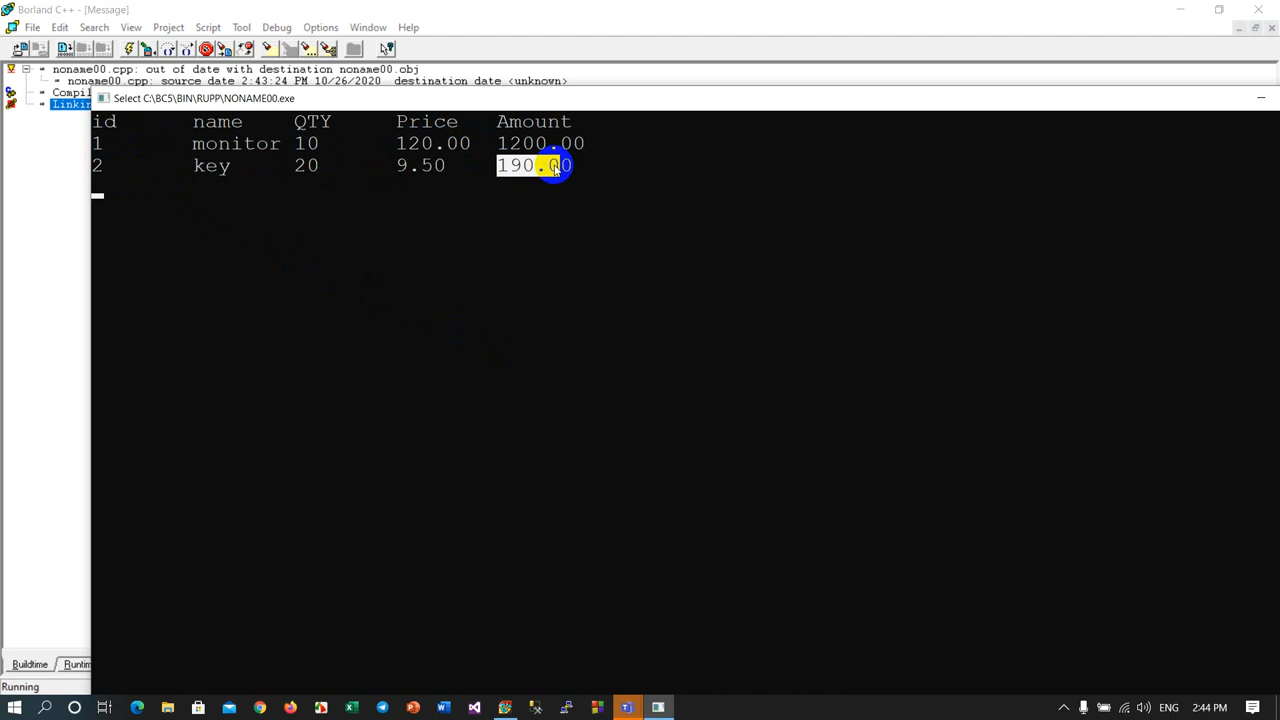 Borland C++ - [Message]
File Edit Search View Project Script Tool Debug Options Window Help
noname00.cpp: out of date with destination noname00.obj
noname00.cpp: source date 2:43:24 PM 10/26/2020 destination date <unknown>
Compil
Linkin
Select C:\BC5\BIN\RUPP\NONAME00.exe
id name QTY Price Amount
1 monitor 10 120.00 1200.00
2 key 20 9.50 190.00
Buildtime Runtim
Running
ENG 2:44 PM